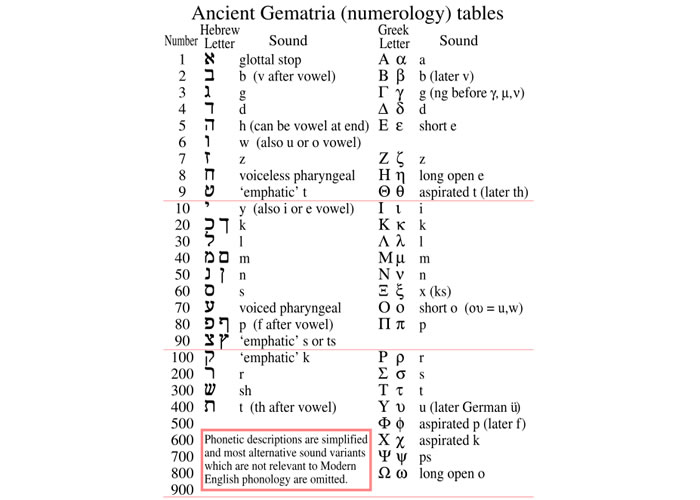 Ancient Gematria (numerology) tables
Hebrew Greek
Number Letter Sound Letter Sound
1 א glottal stop Α α a
2 ב b (v after vowel) Β β b (later v)
3 ג g Γ γ g (ng before γ, μ, ν)
4 ד d Δ δ d
5 ה h (can be vowel at end) Ε ε short e
6 ו w (also u or o vowel)
7 ז z Ζ ζ z
8 ח voiceless pharyngeal Η η long open e
9 ט ‘emphatic’ t Θ θ aspirated t (later th)
10 י y (also i or e vowel) Ι ι i
20 כ ך k Κ κ k
30 ל l Λ λ l
40 מ ם m Μ μ m
50 נ ן n Ν ν n
60 ס s Ξ ξ x (ks)
70 ע voiced pharyngeal Ο ο short o (ου = u,w)
80 פ ף p (f after vowel) Π π p
90 צ ץ ‘emphatic’ s or ts
100 ק ‘emphatic’ k Ρ ρ r
200 ר r Σ σ s
300 ש sh Τ τ t
400 ת t (th after vowel) Υ υ u (later German ü)
500 Φ φ aspirated p (later f)
600 Χ χ aspirated k
700 Ψ ψ ps
800 Ω ω long open o
900
Phonetic descriptions are simplified
and most alternative sound variants
which are not relevant to Modern
English phonology are omitted.